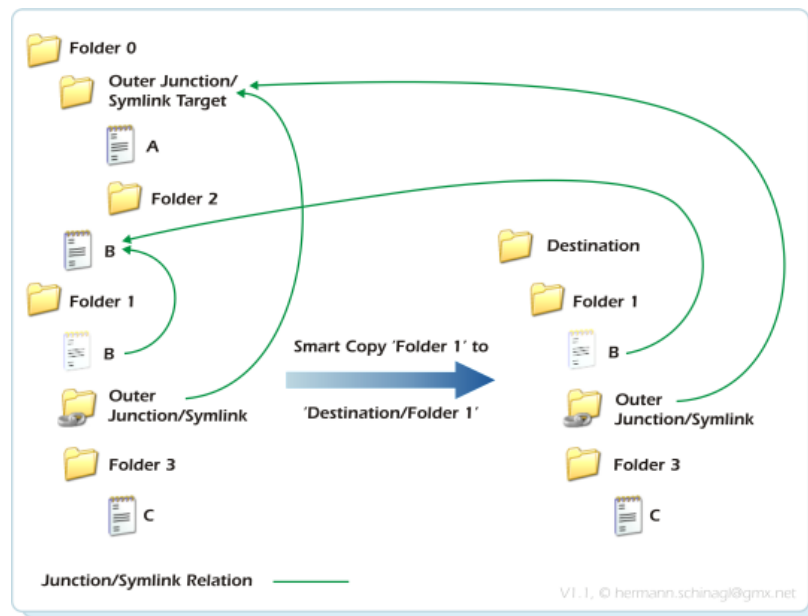 Folder 0
Outer Junction/
Symlink Target
A
Folder 2
B
Folder 1
B
Outer
Junction/Symlink
Folder 3
C
Smart Copy 'Folder 1' to
'Destination/Folder 1'
Destination
Folder 1
B
Outer
Junction/Symlink
Folder 3
C
Junction/Symlink Relation
V1.1, © hermann.schinagl@gmx.net